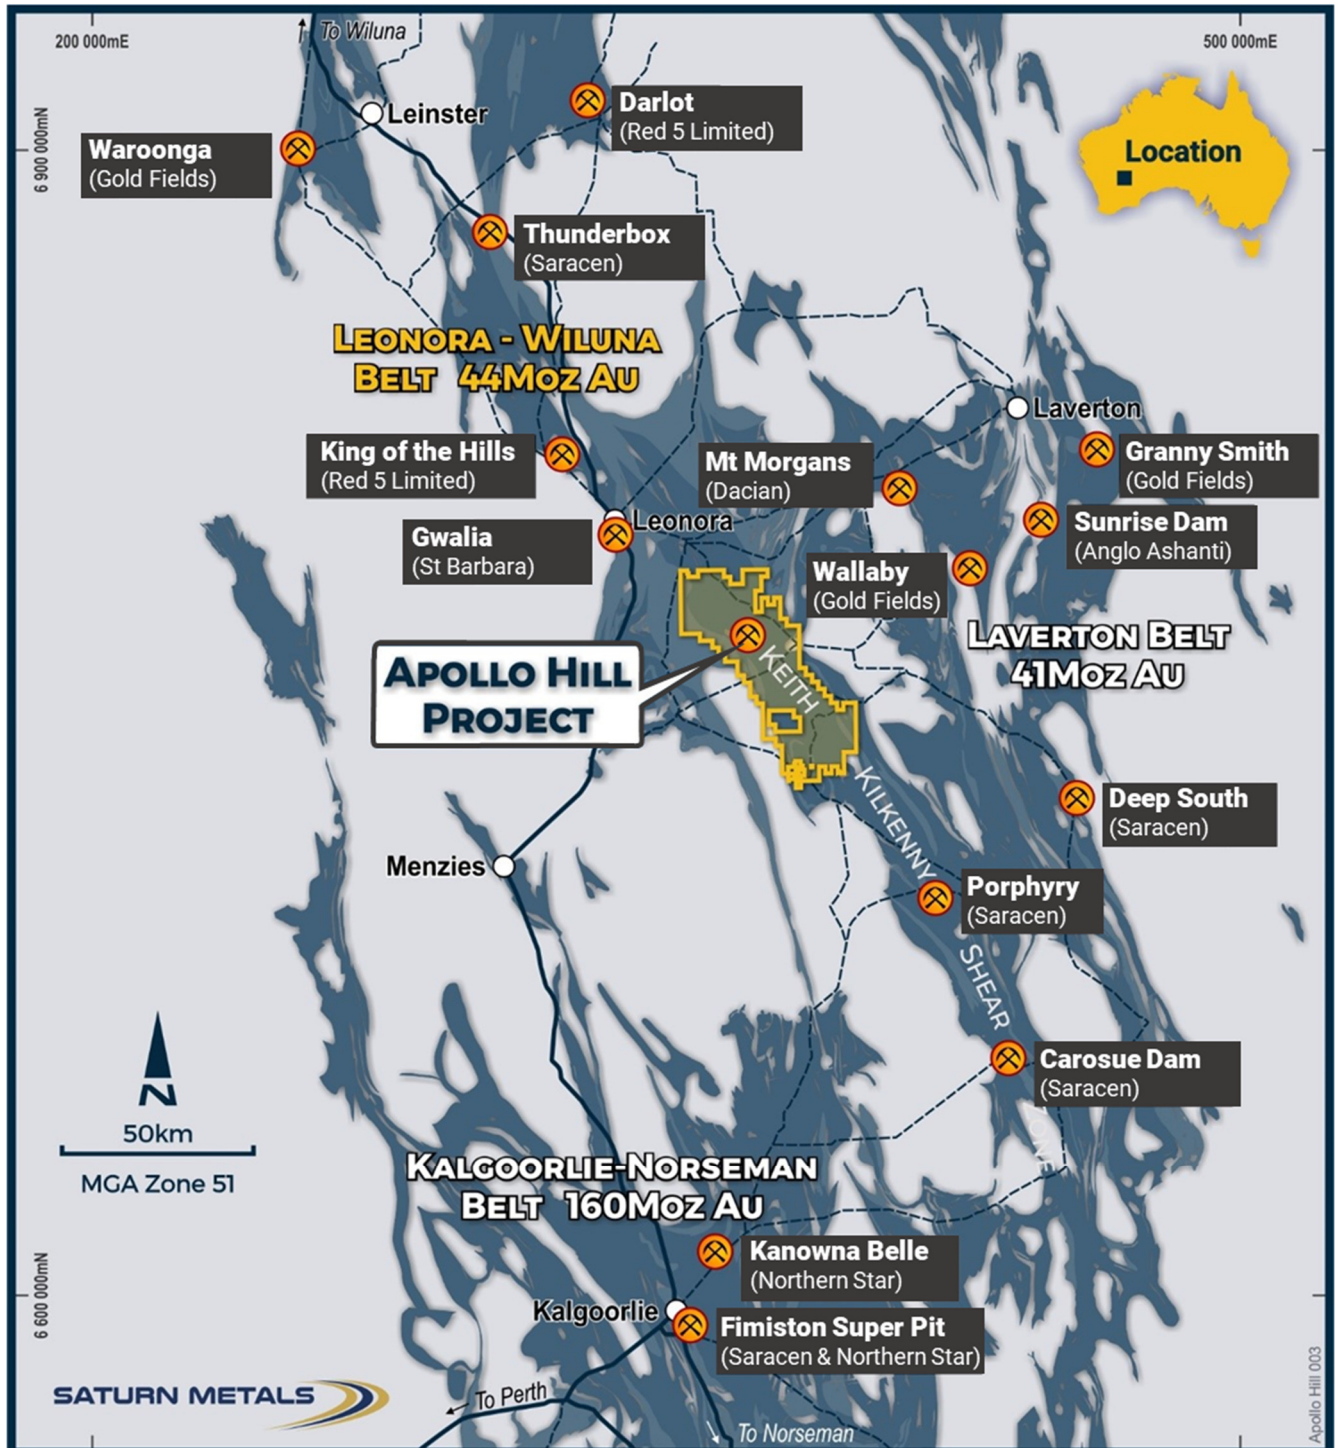 To Wiluna
200 000mE
500 000mE
6 900 000mN
Leinster
Darlot
(Red 5 Limited)
Waroonga
(Gold Fields)
Location
Thunderbox
(Saracen)
LEONORA - WILUNA
BELT 44MOZ AU
Laverton
King of the Hills
(Red 5 Limited)
Mt Morgans
(Dacian)
Granny Smith
(Gold Fields)
Leonora
Gwalia
(St Barbara)
Sunrise Dam
(Anglo Ashanti)
Wallaby
(Gold Fields)
LAVERTON BELT
41MOZ AU
APOLLO HILL
PROJECT
KEITH
KILKENNY
SHEAR
ZONE
Deep South
(Saracen)
Menzies
Porphyry
(Saracen)
Carosue Dam
(Saracen)
N
50km
MGA Zone 51
KALGOORLIE-NORSEMAN
BELT 160MOZ AU
Kanowna Belle
(Northern Star)
6 600 000mN
Kalgoorlie
Fimiston Super Pit
(Saracen & Northern Star)
SATURN METALS
To Perth
To Norseman
Apollo Hill 003